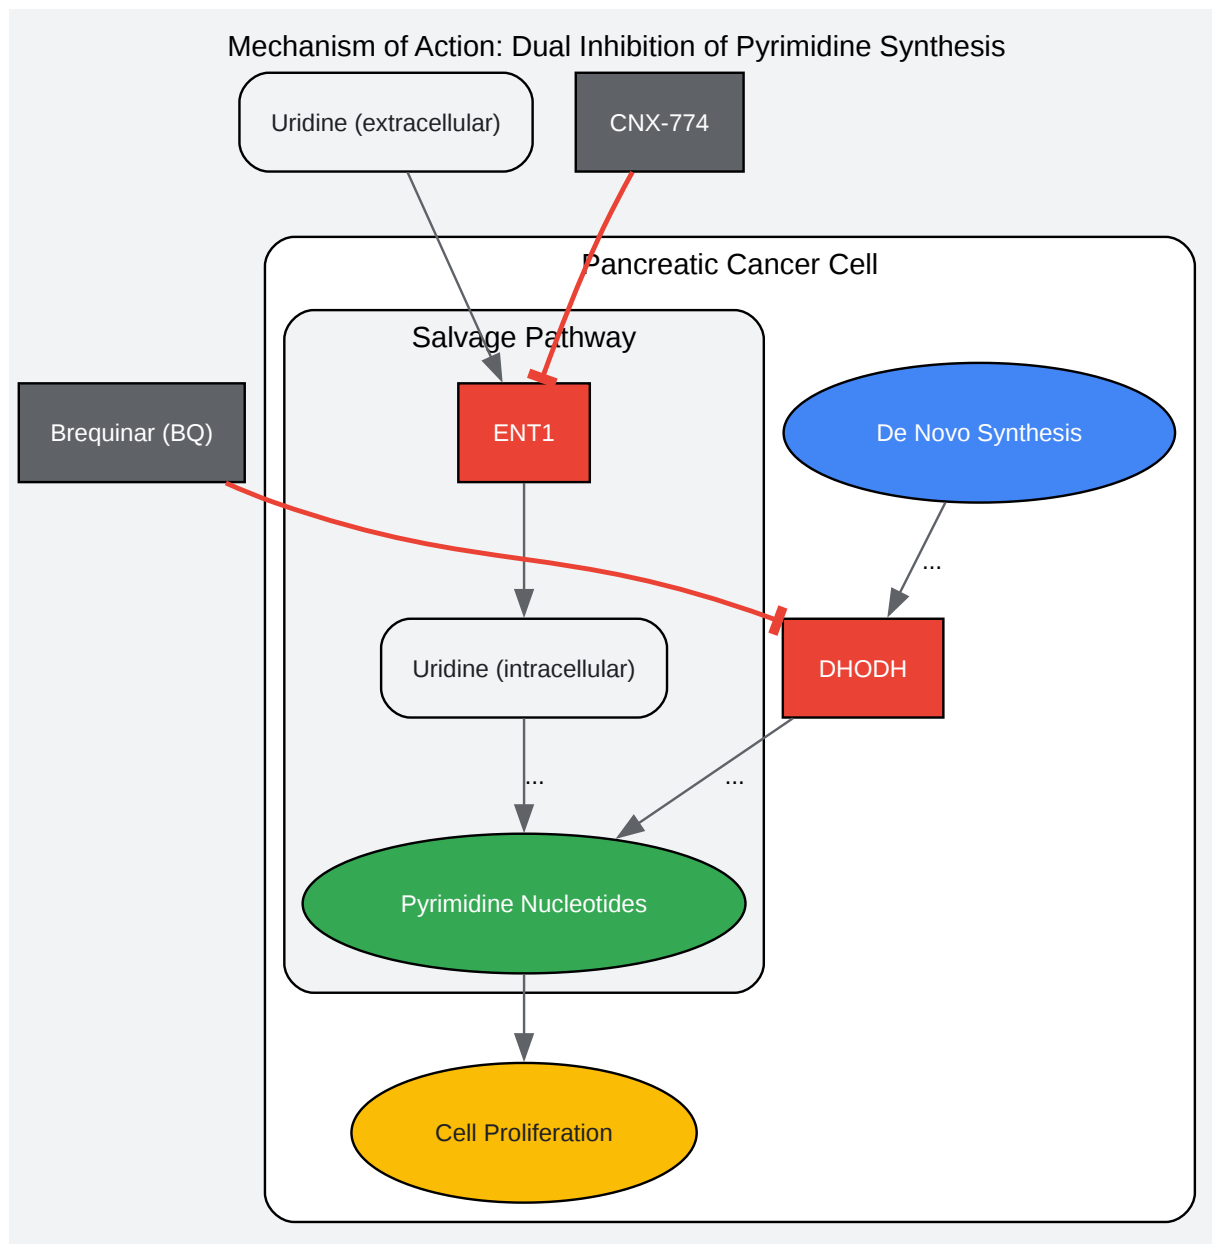 Mechanism of Action: Dual Inhibition of Pyrimidine Synthesis
Uridine (extracellular)
CNX-774
Pancreatic Cancer Cell
Salvage Pathway
Brequinar (BQ)
ENT1
De Novo Synthesis
...
Uridine (intracellular)
DHODH
...
...
Pyrimidine Nucleotides
Cell Proliferation